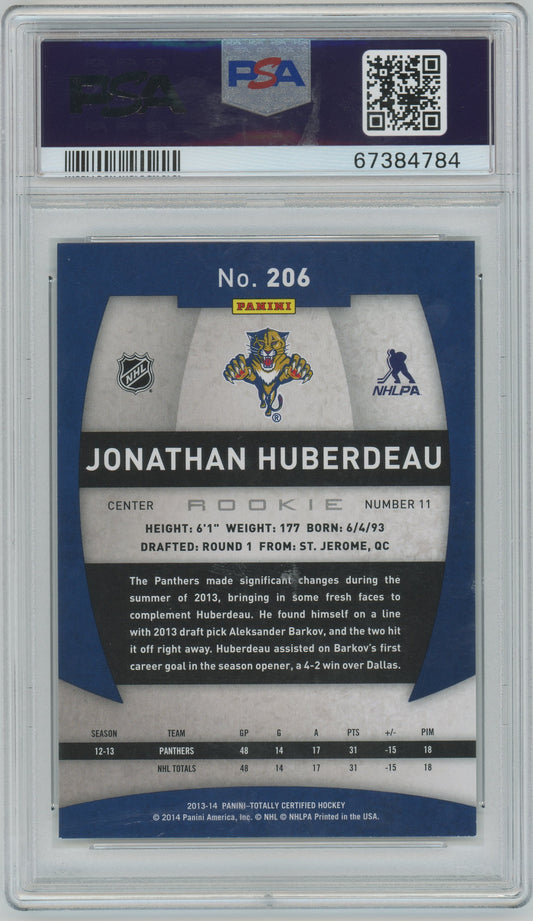 PSA
PSA
67384784
No. 206
PANINI
NHL
NHLPA
®
JONATHAN HUBERDEAU
CENTER ROOKIE NUMBER 11
HEIGHT: 6'1" WEIGHT: 177 BORN: 6/4/93
DRAFTED: ROUND 1 FROM: ST. JEROME, QC
The Panthers made significant changes during the
summer of 2013, bringing in some fresh faces to
complement Huberdeau. He found himself on a line
with 2013 draft pick Aleksander Barkov, and the two hit
it off right away. Huberdeau assisted on Barkov's first
career goal in the season opener, a 4-2 win over Dallas.
SEASON TEAM GP G A PTS +/- PIM
12-13 PANTHERS 48 14 17 31 -15 18
NHL TOTALS 48 14 17 31 -15 18
2013-14 PANINI-TOTALLY CERTIFIED HOCKEY
© 2014 Panini America, Inc. © NHL © NHLPA Printed in the USA.